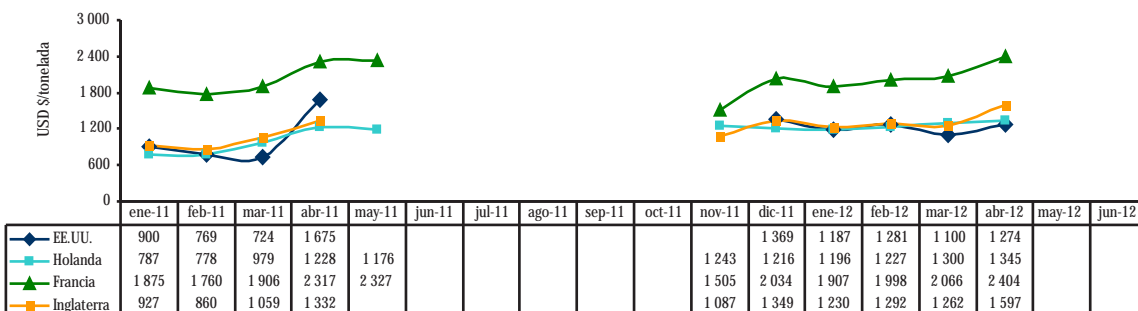 3 000
2 400
1 800
1 200
600
0
USD $/tonelada
ene-11 feb-11 mar-11 abr-11 may-11 jun-11 jul-11 ago-11 sep-11 oct-11 nov-11 dic-11 ene-12 feb-12 mar-12 abr-12 may-12 jun-12
EE.UU. 900 769 724 1 675 1 369 1 187 1 281 1 100 1 274
Holanda 787 778 979 1 228 1 176 1 243 1 216 1 196 1 227 1 300 1 345
Francia 1 875 1 760 1 906 2 317 2 327 1 505 2 034 1 907 1 998 2 066 2 404
Inglaterra 927 860 1 059 1 332 1 087 1 349 1 230 1 292 1 262 1 597